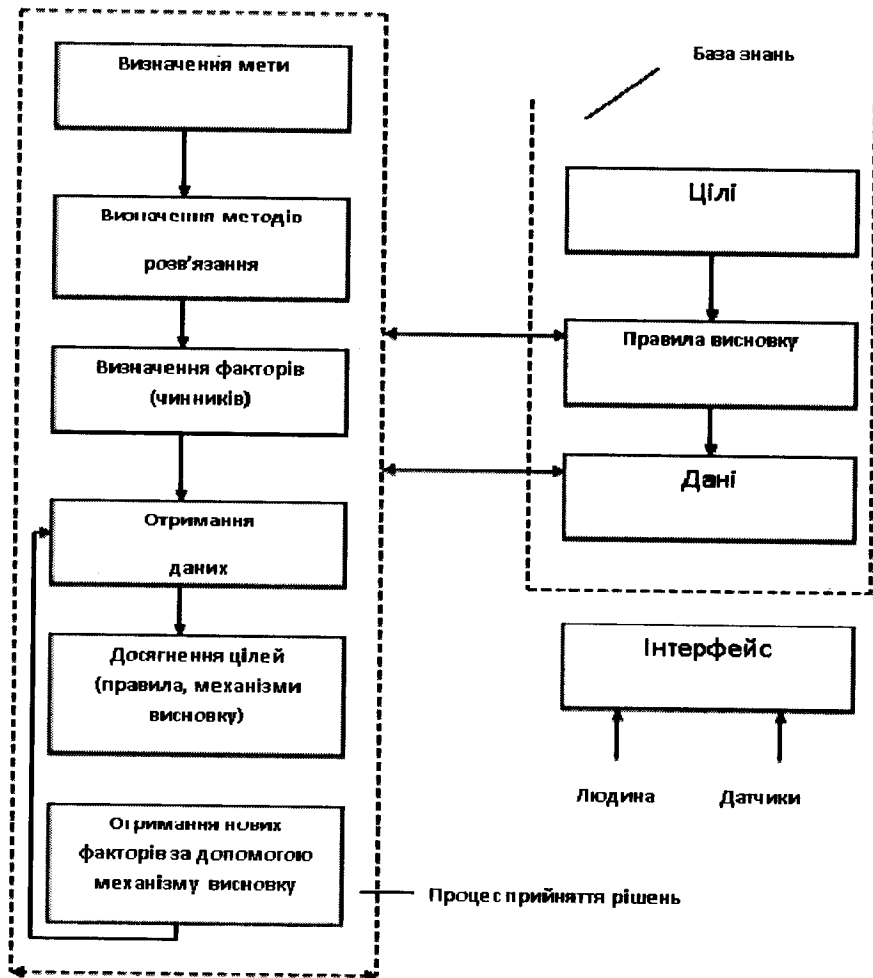 Визначення мети
Визначення методів
розв'язання
Визначення факторів
(чинників)
Отримання
даних
Досягнення цілей
(правила, механізми
висновку)
Отримання нових
факторів за допомогою
механізму висновку
Процес прийняття рішень
База знань
Цілі
Правила висновку
Дані
Інтерфейс
Людина
Датчики